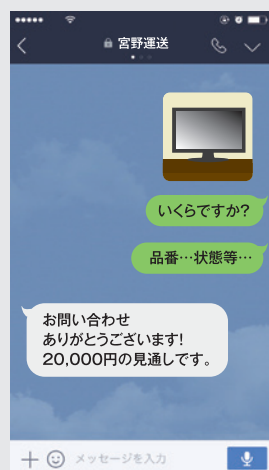 宮野運送
いくらですか?
品番…状態等…
お問い合わせ
ありがとうございます!
20,000円の見通しです。
メッセージを入力